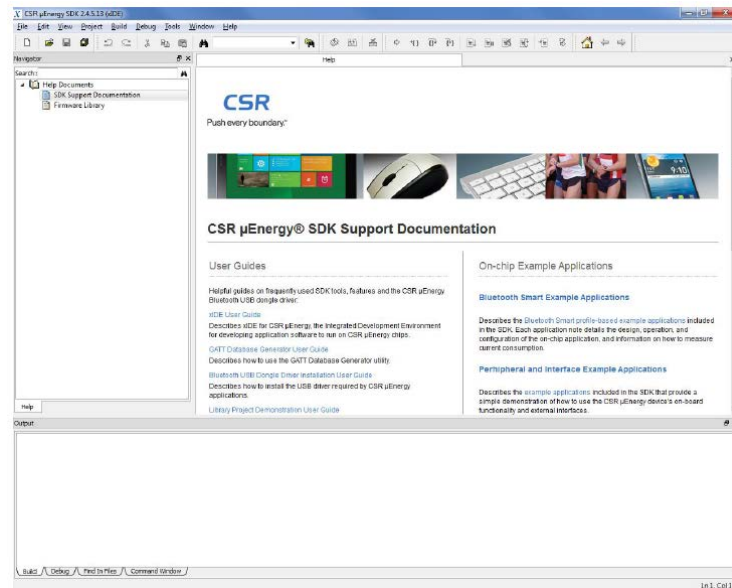 CSR µEnergy SDK 2.4.5.13 (xIDE)
File Edit View Project Build Debug Tools Window Help
Navigator
Help
Search:
Help Documents
SDK Support Documentation
Firmware Library
CSR
Push every boundary.™
9:10
CSR µEnergy® SDK Support Documentation
User Guides
Helpful guides on frequently used SDK tools, features and the CSR µEnergy
Bluetooth USB dongle driver:
xIDE User Guide
Describes xIDE for CSR µEnergy, the Integrated Development Environment
for developing application software to run on CSR µEnergy chips.
GATT Database Generator User Guide
Describes how to use the GATT Database Generator utility.
Bluetooth USB Dongle Driver Installation User Guide
Describes how to install the USB driver required by CSR µEnergy
applications.
Library Project Demonstration User Guide
On-chip Example Applications
Bluetooth Smart Example Applications
Describes the Bluetooth Smart profile-based example applications included
in the SDK. Each application note details the design, operation, and
configuration of the on-chip application, and information on how to measure
current consumption.
Perhipheral and Interface Example Applications
Describes the example applications included in the SDK that provide a
simple demonstration of how to use the CSR µEnergy device's on-board
functionality and external interfaces.
Help
Output
Build Debug Find In Files Command Window
Ln 1, Col 1